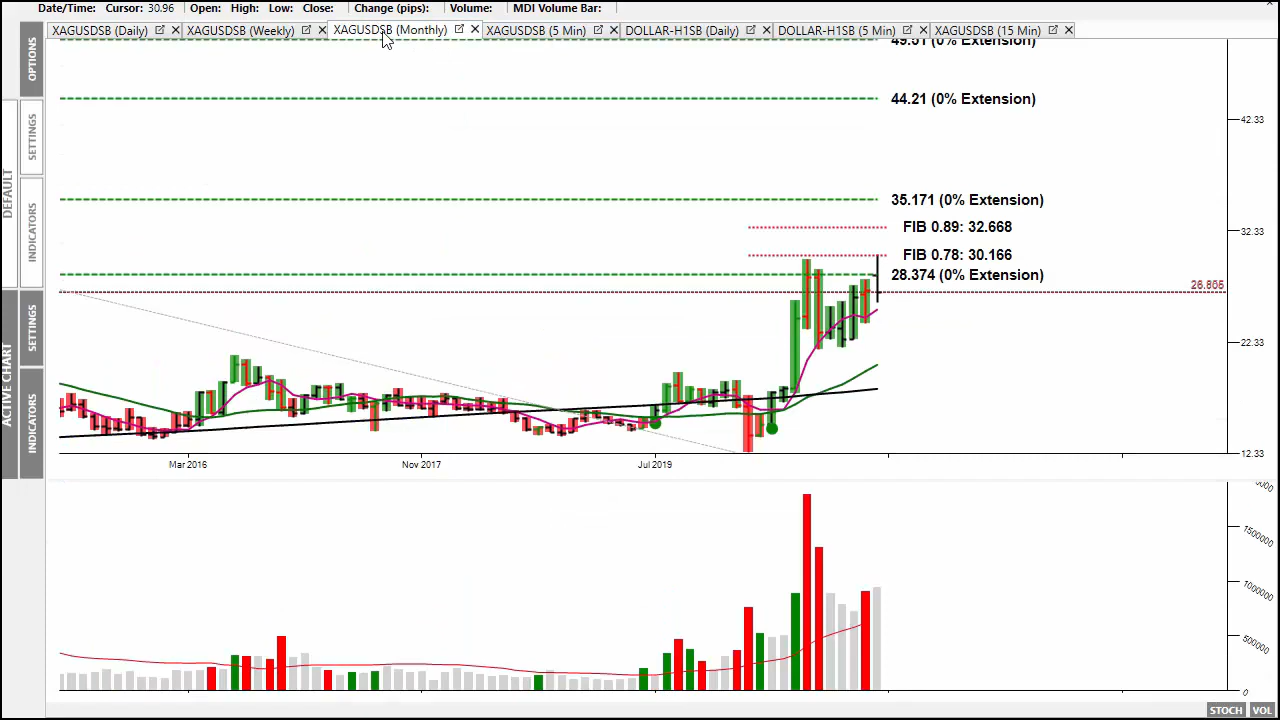 Date/Time: Cursor: 30.96 Open: High: Low: Close: Change (pips): Volume: MDI Volume Bar:
XAGUSDSB (Daily) XAGUSDSB (Weekly) XAGUSDSB (Monthly) XAGUSDSB (5 Min) DOLLAR-H1SB (Daily) DOLLAR-H1SB (5 Min) XAGUSDSB (15 Min)
OPTIONS
SETTINGS
DEFAULT
INDICATORS
SETTINGS
ACTIVE CHART
INDICATORS
49.51 (0% Extension)
44.21 (0% Extension)
42.33
35.171 (0% Extension)
FIB 0.89: 32.668
32.33
FIB 0.78: 30.166
28.374 (0% Extension)
26.805
22.33
12.33
Mar 2016 Nov 2017 Jul 2019
1500000
1000000
500000
0
STOCH VOL